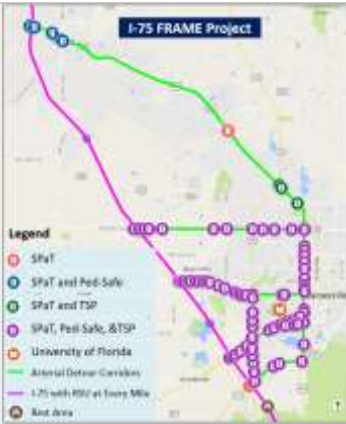 I-75 FRAME Project
Legend
SPaT
SPaT and Ped-Safe
SPaT and TSP
SPaT, Ped-Safe, &TSP
University of Florida
Arterial Detour Corridors
I-75 with RSU at Every Mile
Rest Area